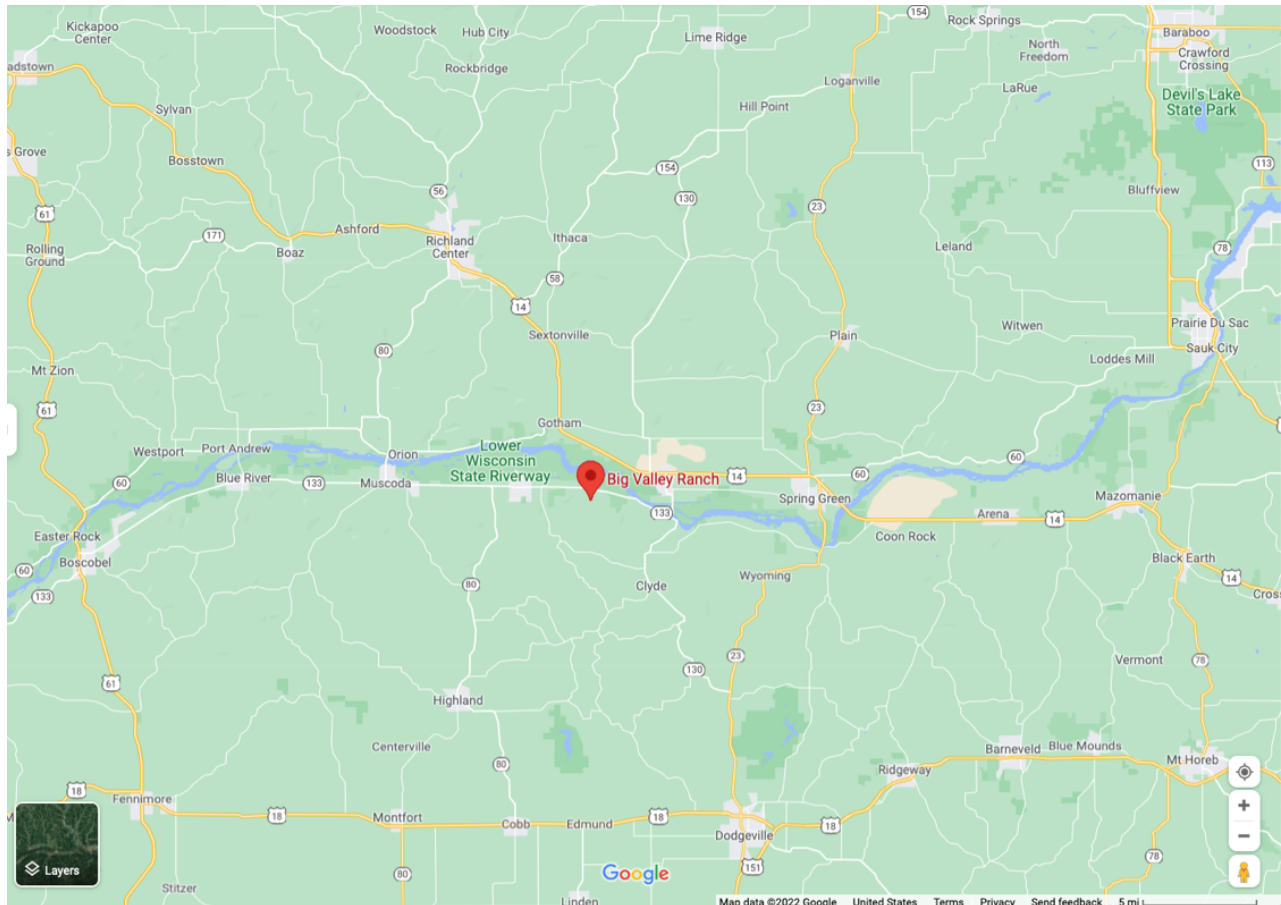 Kickapoo
Center
Woodstock
Hub City
Lime Ridge
154
Rock Springs
Baraboo
Crawford
Crossing
North
Freedom
Rockbridge
adstown
Loganville
LaRue
Devil's Lake
State Park
Sylvan
Hill Point
s Grove
Bosstown
154
113
56
130
Bluffview
61
23
171
Ashford
Richland
Center
Ithaca
Rolling
Ground
Boaz
Leland
78
58
14
Sextonville
Plain
Witwen
Prairie Du Sac
80
Loddes Mill
Sauk City
Mt Zion
61
23
Gotham
Westport
Port Andrew
Orion
Lower
Wisconsin
State Riverway
60
60
60
Blue River
133
Muscoda
Big Valley Ranch
14
Spring Green
Mazomanie
133
Arena
14
Easter Rock
Coon Rock
Boscobel
Black Earth
60
133
80
Clyde
Wyoming
14
Cros
23
Vermont
78
61
130
Highland
Centerville
Barneveld
Blue Mounds
Mt Horeb
80
Ridgeway
18
Fennimore
18
Montfort
Cobb
Edmund
18
18
Dodgeville
Layers
80
151
78
Google
Stitzer
Linden
Map data ©2022 Google United States Terms Privacy Send feedback 5 mi